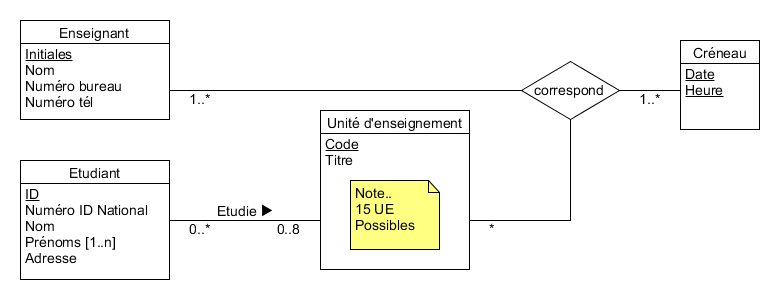 Enseignant
Initiales
Nom
Numéro bureau
Numéro tél
1..*
correspond
1..*
Créneau
Date
Heure
Unité d'enseignement
Code
Titre
Note..
15 UE
Possibles
*
Etudiant
ID
Numéro ID National
Nom
Prénoms [1..n]
Adresse
Etudie ▶
0..*
0..8